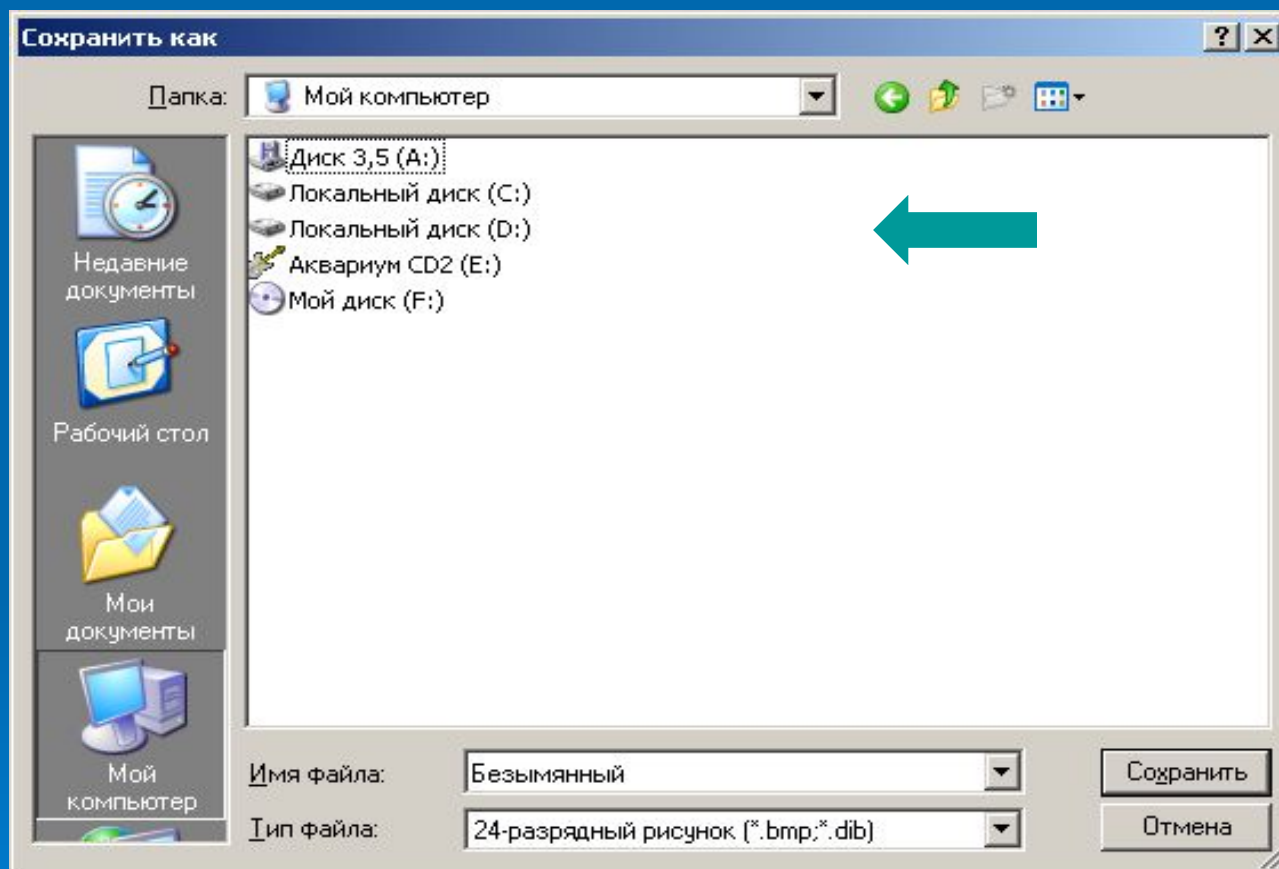 Сохранить как
Папка:
Мой компьютер
Диск 3,5 (A:)
Локальный диск (C:)
Локальный диск (D:)
Аквариум CD2 (E:)
Мой диск (F:)
Недавние
документы
Рабочий стол
Мои
документы
Мой
компьютер
Имя файла:
Безымянный
Сохранить
Тип файла:
24-разрядный рисунок (*.bmp;*.dib)
Отмена